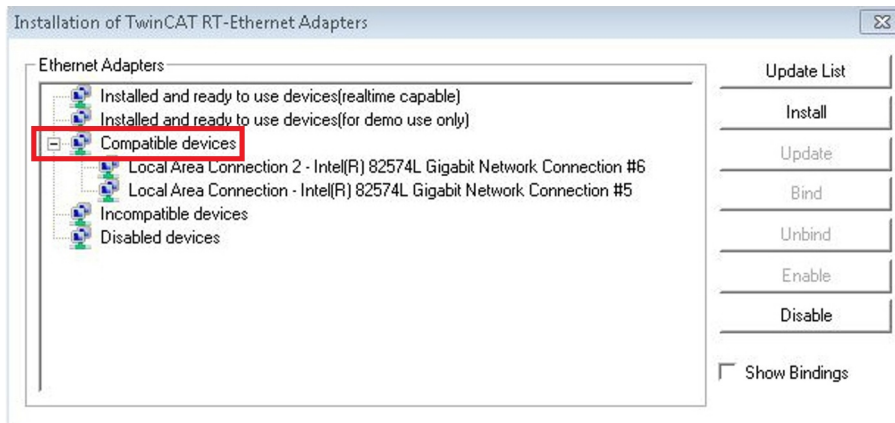 Installation of TwinCAT RT-Ethernet Adapters
Ethernet Adapters
Installed and ready to use devices(realtime capable)
Installed and ready to use devices(for demo use only)
Compatible devices
Local Area Connection 2 - Intel(R) 82574L Gigabit Network Connection #6
Local Area Connection - Intel(R) 82574L Gigabit Network Connection #5
Incompatible devices
Disabled devices
Update List
Install
Update
Bind
Unbind
Enable
Disable
Show Bindings